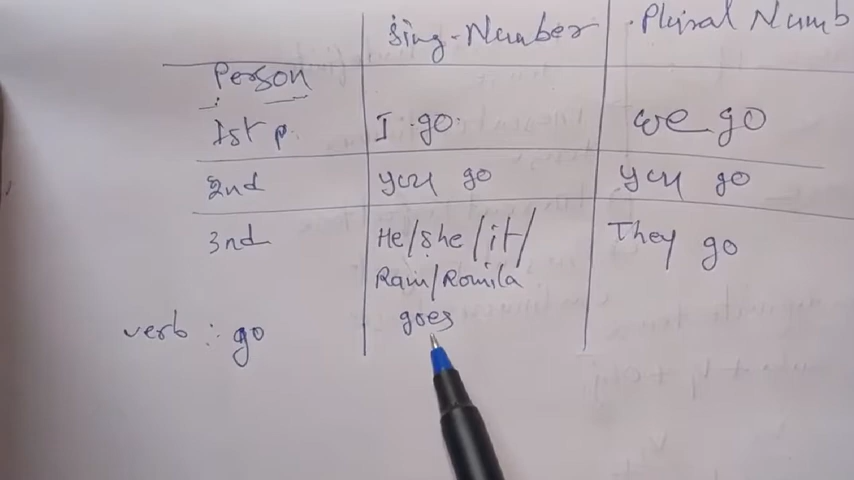 Sing-Number Plural Numb
Person
1st p. I go. we go
2nd you go you go
3nd He/she/it/ They go
Ram/Romila
goes
verb : go